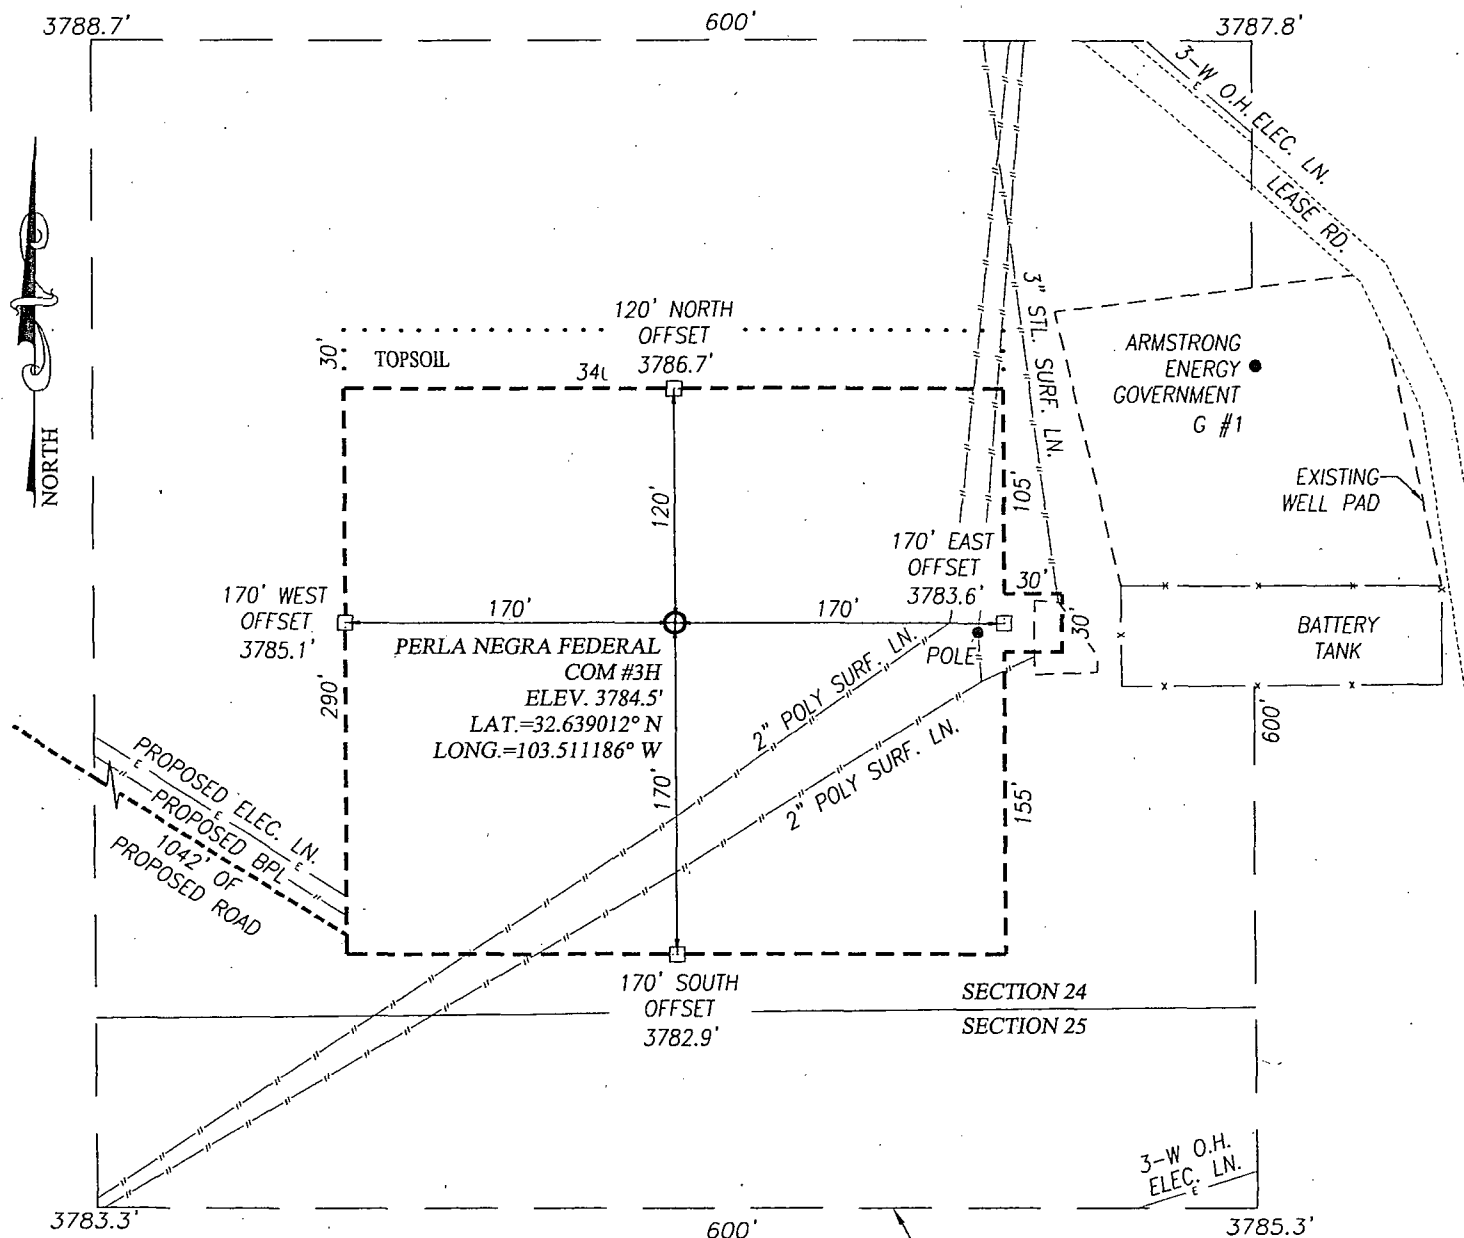 3788.7'
600'
3787.8'
3-W O.H. ELEC. LN.
LEASE RD.
NORTH
30'
TOPSOIL
120' NORTH
OFFSET
3786.7'
3" STL. SURF. LN.
ARMSTRONG
ENERGY
GOVERNMENT
G #1
EXISTING
WELL PAD
120'
105'
170' WEST
OFFSET
3785.1'
170'
170'
170' EAST
OFFSET
3783.6'
30'
30'
POLE
BATTERY
TANK
PERLA NEGRA FEDERAL
COM #3H
ELEV. 3784.5'
LAT.=32.639012° N
LONG.=103.511186° W
290'
170'
2" POLY SURF. LN.
2" POLY SURF. LN.
155'
600'
PROPOSED ELEC. LN.
E
E
E
PROPOSED BPL
1042' OF
PROPOSED ROAD
170' SOUTH
OFFSET
3782.9'
SECTION 24
SECTION 25
3-W O.H.
ELEC. LN.
E
3783.3'
600'
3785.3'